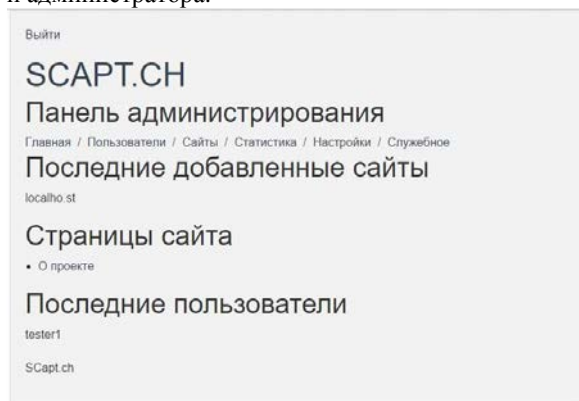 и администратора.
Выйти
SCAPT.CH
Панель администрирования
Главная / Пользователи / Сайты / Статистика / Настройки / Служебное
Последние добавленные сайты
localho.st
Страницы сайта
• О проекте
Последние пользователи
tester1
SCapt.ch